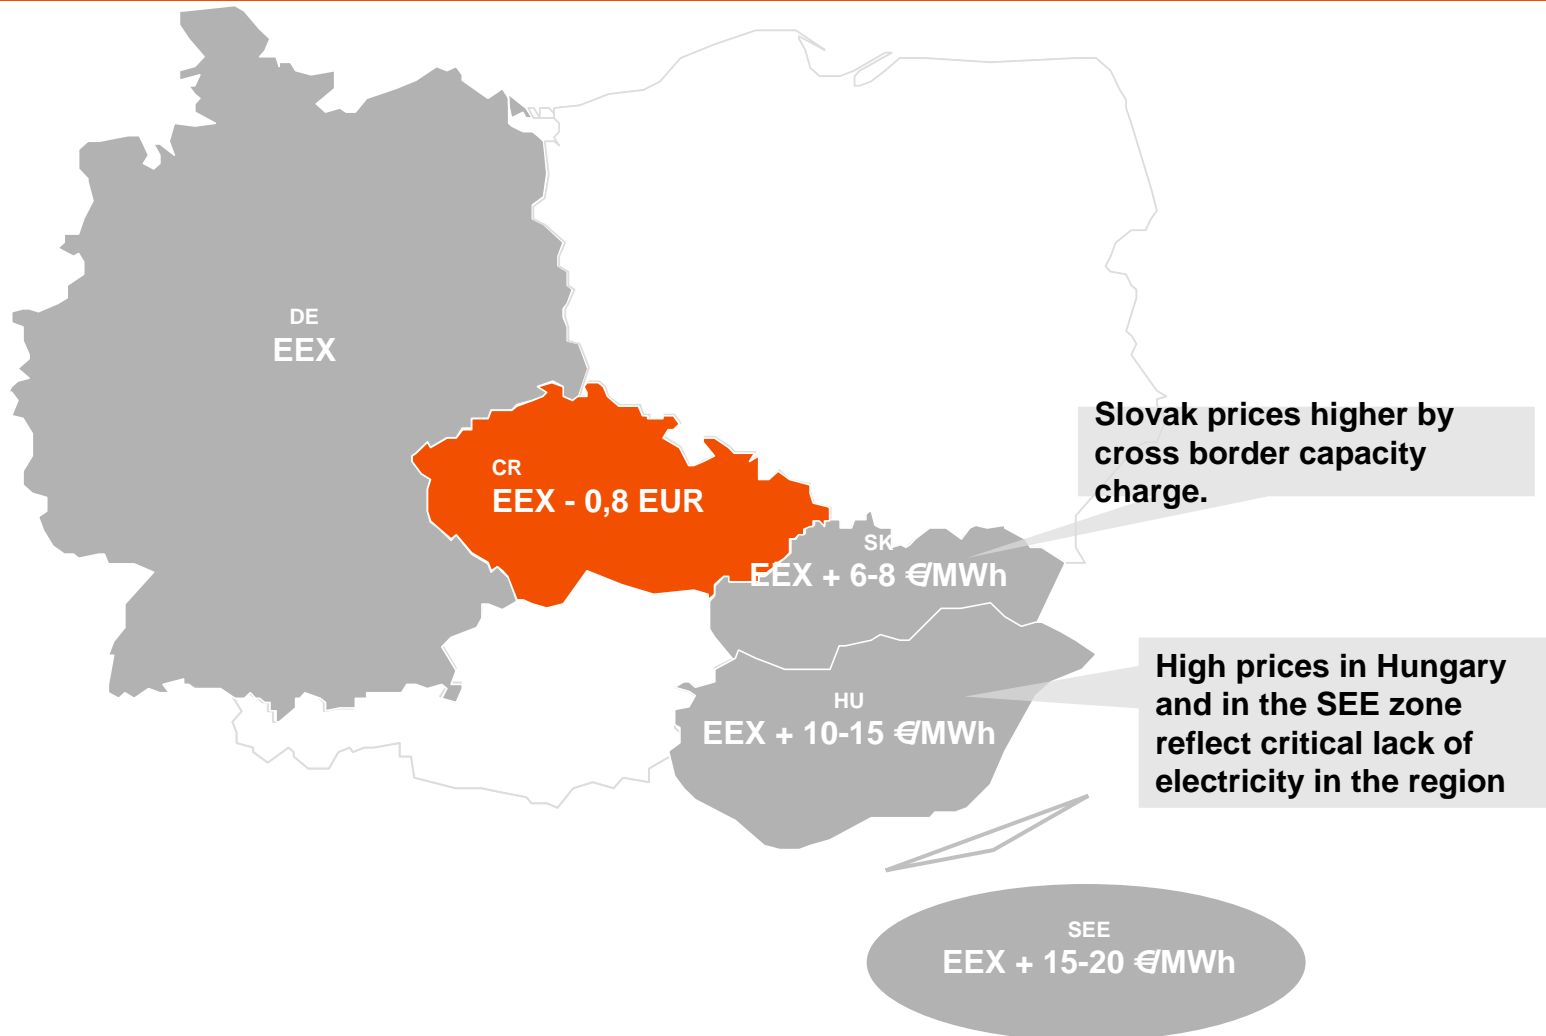 DE
EEX
CR
EEX - 0,8 EUR
Slovak prices higher by
cross border capacity
charge.
SK
EEX + 6-8 €/MWh
High prices in Hungary
and in the SEE zone
reflect critical lack of
electricity in the region
HU
EEX + 10-15 €/MWh
SEE
EEX + 15-20 €/MWh